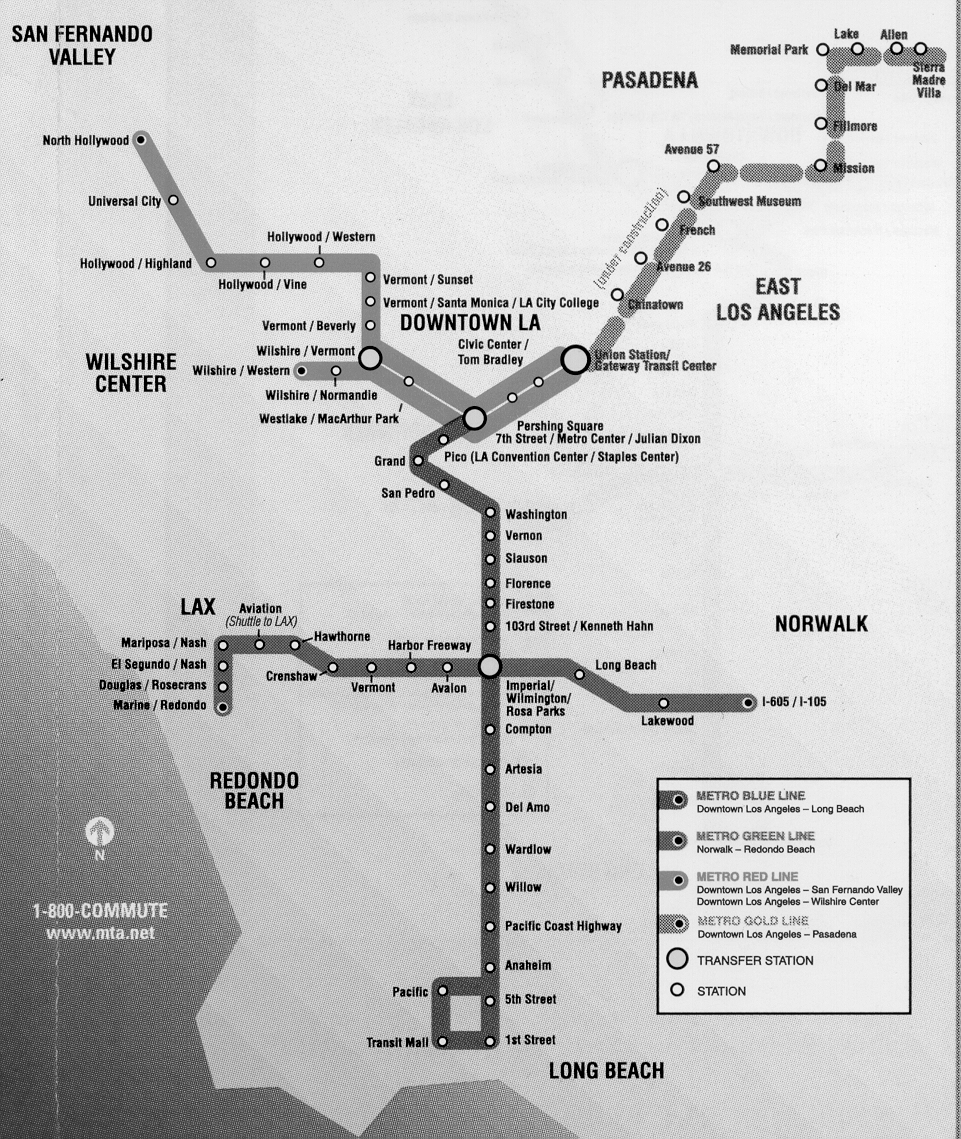 SAN FERNANDO
VALLEY
Lake
Allen
Memorial Park
Sierra
Madre
Villa
PASADENA
Del Mar
Fillmore
Mission
Avenue 57
Southwest Museum
French
Avenue 26
Chinatown
(under construction)
North Hollywood
Universal City
Hollywood / Western
Hollywood / Highland
Hollywood / Vine
Vermont / Sunset
Vermont / Santa Monica / LA City College
Vermont / Beverly
EAST
LOS ANGELES
DOWNTOWN LA
Civic Center /
Tom Bradley
Union Station/
Gateway Transit Center
WILSHIRE
CENTER
Wilshire / Vermont
Wilshire / Western
Wilshire / Normandie
Westlake / MacArthur Park
Pershing Square
7th Street / Metro Center / Julian Dixon
Pico (LA Convention Center / Staples Center)
Grand
San Pedro
Washington
Vernon
Slauson
Florence
Firestone
103rd Street / Kenneth Hahn
LAX
Aviation
(Shuttle to LAX)
Mariposa / Nash
El Segundo / Nash
Douglas / Rosecrans
Marine / Redondo
Hawthorne
Crenshaw
Vermont
Harbor Freeway
Avalon
NORWALK
Long Beach
Imperial/
Wilmington/
Rosa Parks
Lakewood
I-605 / I-105
Compton
Artesia
Del Amo
Wardlow
Willow
Pacific Coast Highway
Anaheim
Pacific
5th Street
Transit Mall
1st Street
REDONDO
BEACH
N
1-800-COMMUTE
www.mta.net
LONG BEACH
METRO BLUE LINE
Downtown Los Angeles – Long Beach
METRO GREEN LINE
Norwalk – Redondo Beach
METRO RED LINE
Downtown Los Angeles – San Fernando Valley
Downtown Los Angeles – Wilshire Center
METRO GOLD LINE
Downtown Los Angeles – Pasadena
TRANSFER STATION
STATION